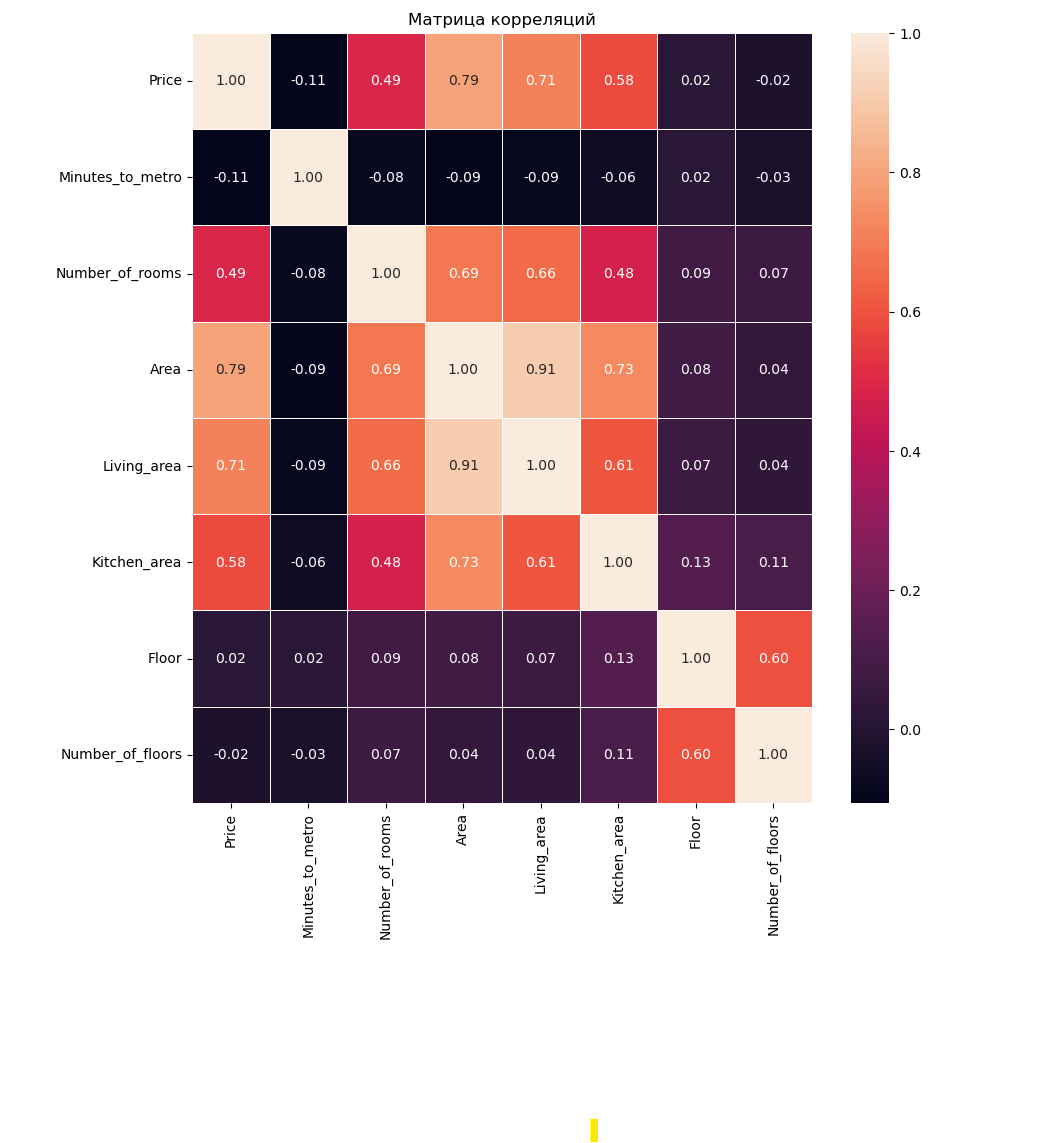 Матрица корреляций
Price 1.00 -0.11 0.49 0.79 0.71 0.58 0.02 -0.02
Minutes_to_metro -0.11 1.00 -0.08 -0.09 -0.09 -0.06 0.02 -0.03
Number_of_rooms 0.49 -0.08 1.00 0.69 0.66 0.48 0.09 0.07
Area 0.79 -0.09 0.69 1.00 0.91 0.73 0.08 0.04
Living_area 0.71 -0.09 0.66 0.91 1.00 0.61 0.07 0.04
Kitchen_area 0.58 -0.06 0.48 0.73 0.61 1.00 0.13 0.11
Floor 0.02 0.02 0.09 0.08 0.07 0.13 1.00 0.60
Number_of_floors -0.02 -0.03 0.07 0.04 0.04 0.11 0.60 1.00
Price
Minutes_to_metro
Number_of_rooms
Area
Living_area
Kitchen_area
Floor
Number_of_floors
1.0
0.8
0.6
0.4
0.2
0.0